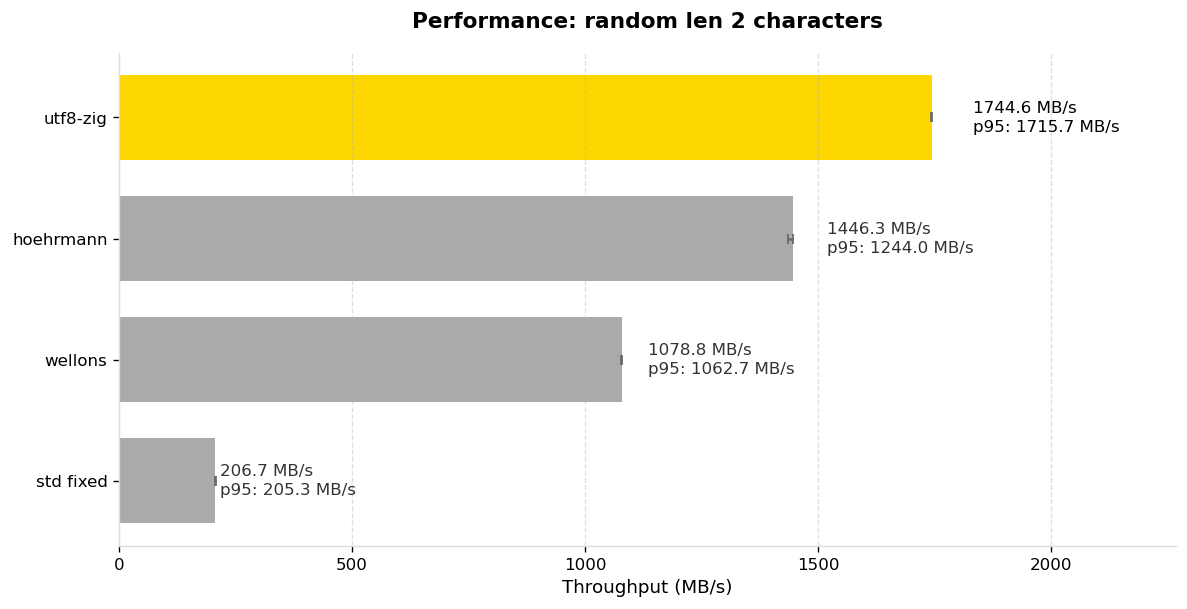 Performance: random len 2 characters
utf8-zig
1744.6 MB/s
p95: 1715.7 MB/s
hoehrmann
1446.3 MB/s
p95: 1244.0 MB/s
wellons
1078.8 MB/s
p95: 1062.7 MB/s
std fixed
206.7 MB/s
p95: 205.3 MB/s
0
500
1000
1500
2000
Throughput (MB/s)